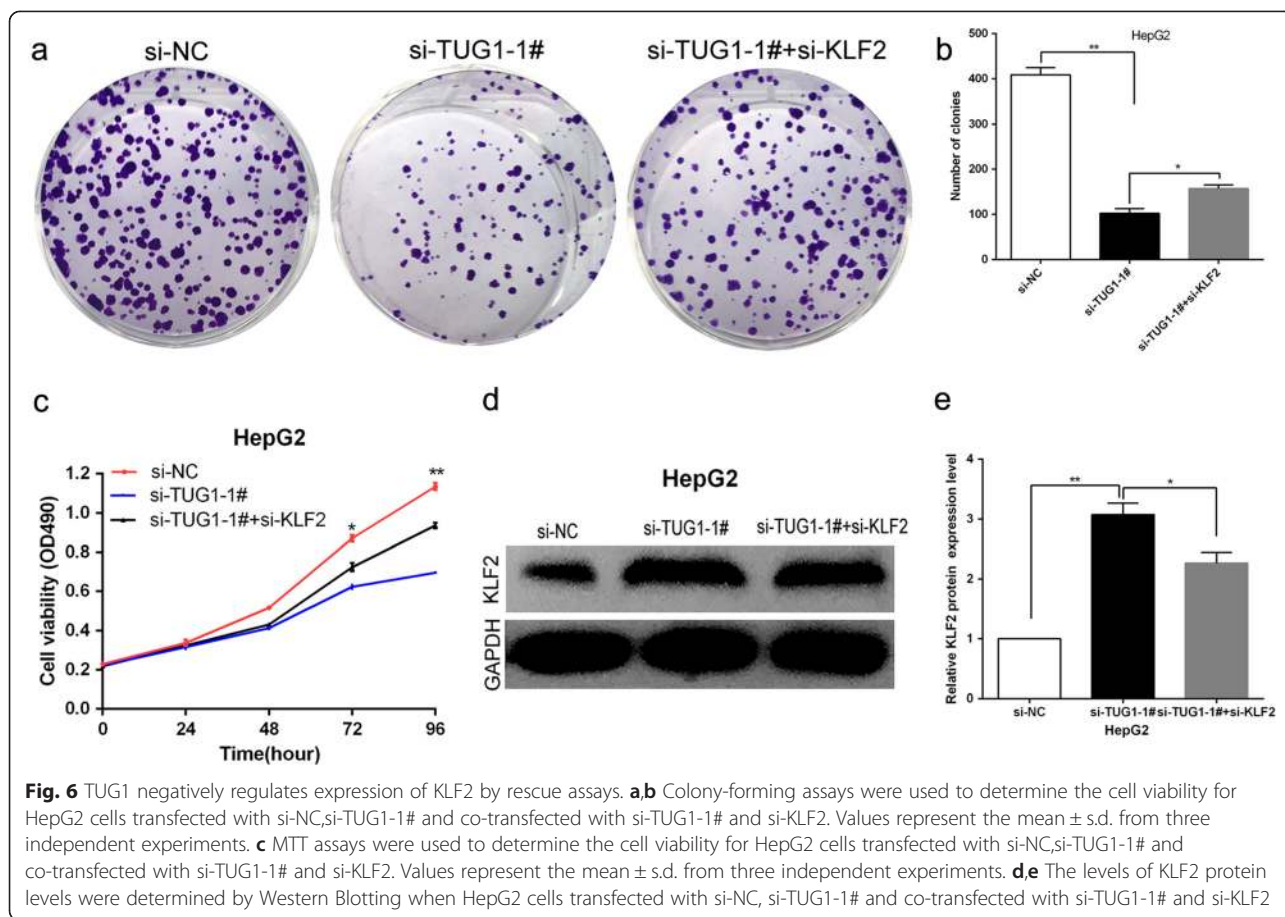 a
si-NC
si-TUG1-1#
si-TUG1-1#+si-KLF2
b
HepG2
500
400
300
200
100
0
Number of clonies
**
*
si-NC
si-TUG1-1#
si-TUG1-1#+si-KLF2
c
HepG2
si-NC
si-TUG1-1#
si-TUG1-1#+si-KLF2
1.2
1.0
0.8
0.6
0.4
0.2
0.0
Cell viability (OD490)
*
**
0 24 48 72 96
Time(hour)
d
HepG2
si-NC si-TUG1-1# si-TUG1-1#+si-KLF2
KLF2
GAPDH
e
4
3
2
1
0
Relative KLF2 protein expression level
**
*
si-NC si-TUG1-1# si-TUG1-1#+si-KLF2
HepG2
Fig. 6 TUG1 negatively regulates expression of KLF2 by rescue assays. a,b Colony-forming assays were used to determine the cell viability for
HepG2 cells transfected with si-NC,si-TUG1-1# and co-transfected with si-TUG1-1# and si-KLF2. Values represent the mean ± s.d. from three
independent experiments. c MTT assays were used to determine the cell viability for HepG2 cells transfected with si-NC,si-TUG1-1# and
co-transfected with si-TUG1-1# and si-KLF2. Values represent the mean ± s.d. from three independent experiments. d,e The levels of KLF2 protein
levels were determined by Western Blotting when HepG2 cells transfected with si-NC, si-TUG1-1# and co-transfected with si-TUG1-1# and si-KLF2